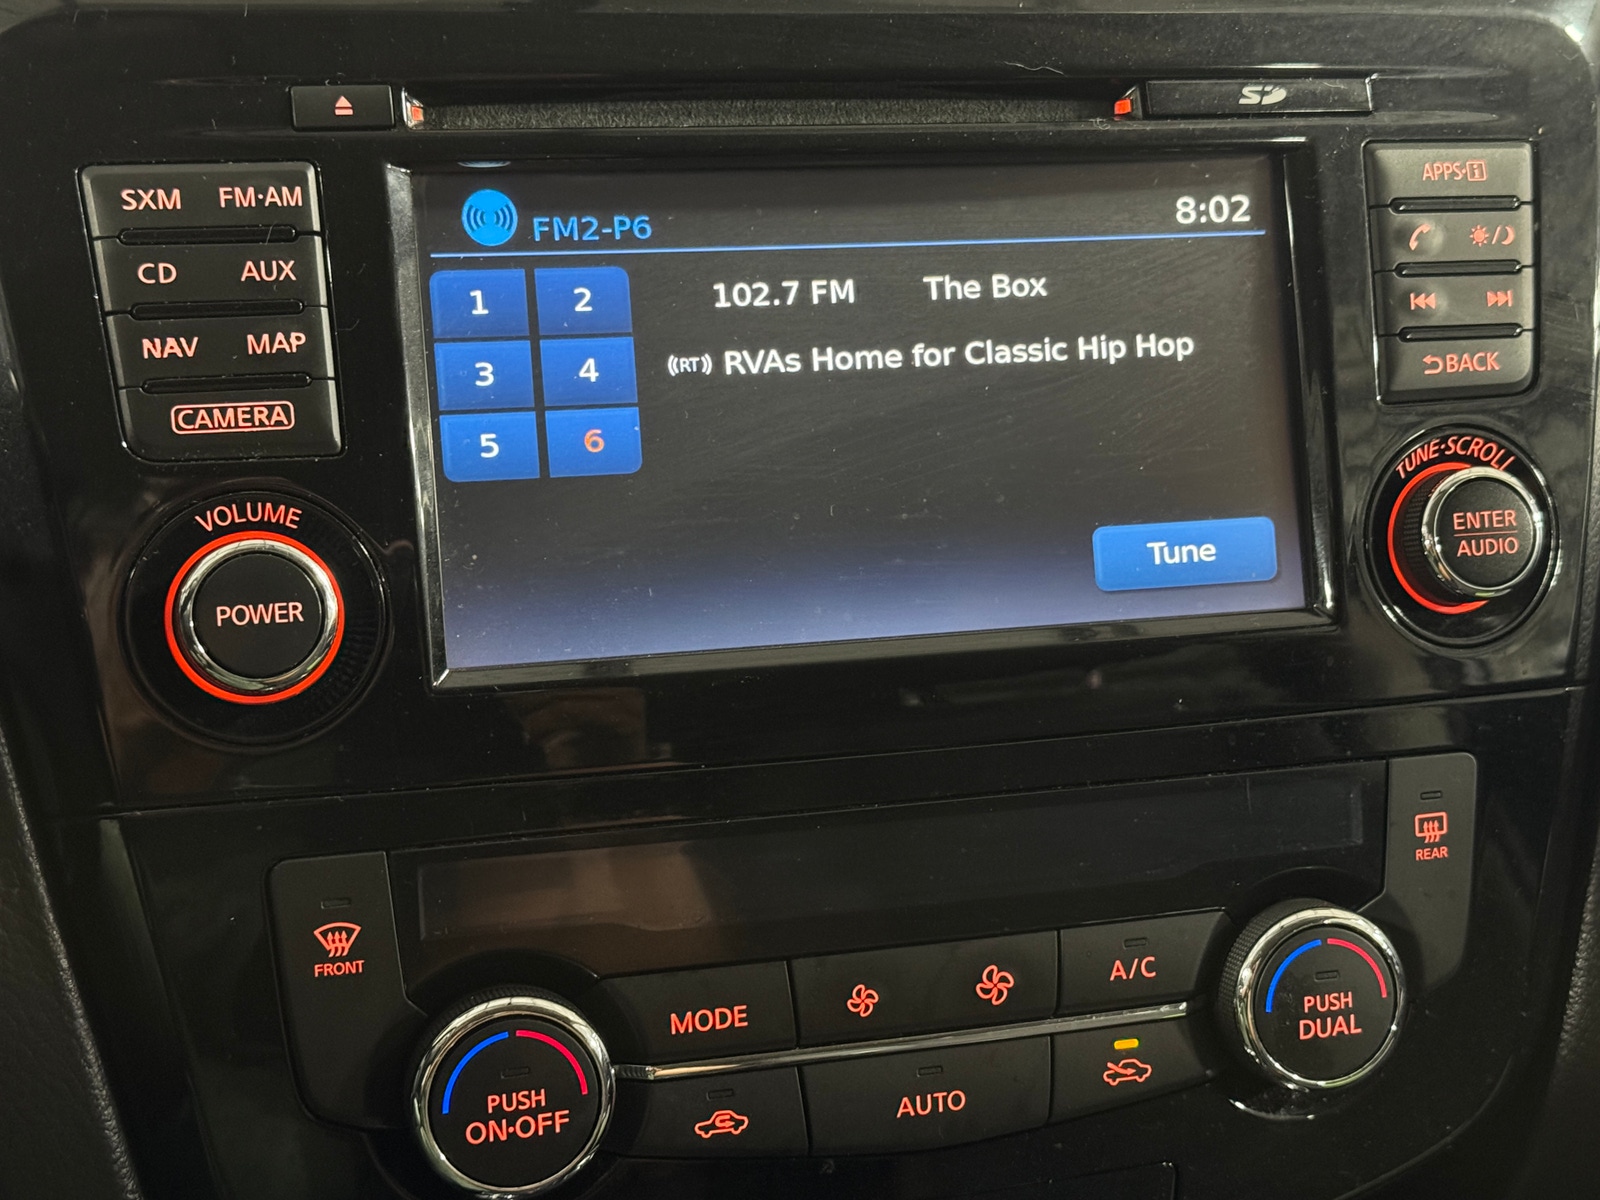 SD
SXM FM·AM
CD AUX
NAV MAP
CAMERA
VOLUME
POWER
FM2-P6
8:02
1 2
3 4
5 6
102.7 FM The Box
((RT)) RVAs Home for Classic Hip Hop
Tune
APPS·i
BACK
TUNE·SCROLL
ENTER
AUDIO
FRONT
REAR
PUSH
ON·OFF
MODE
A/C
AUTO
PUSH
DUAL